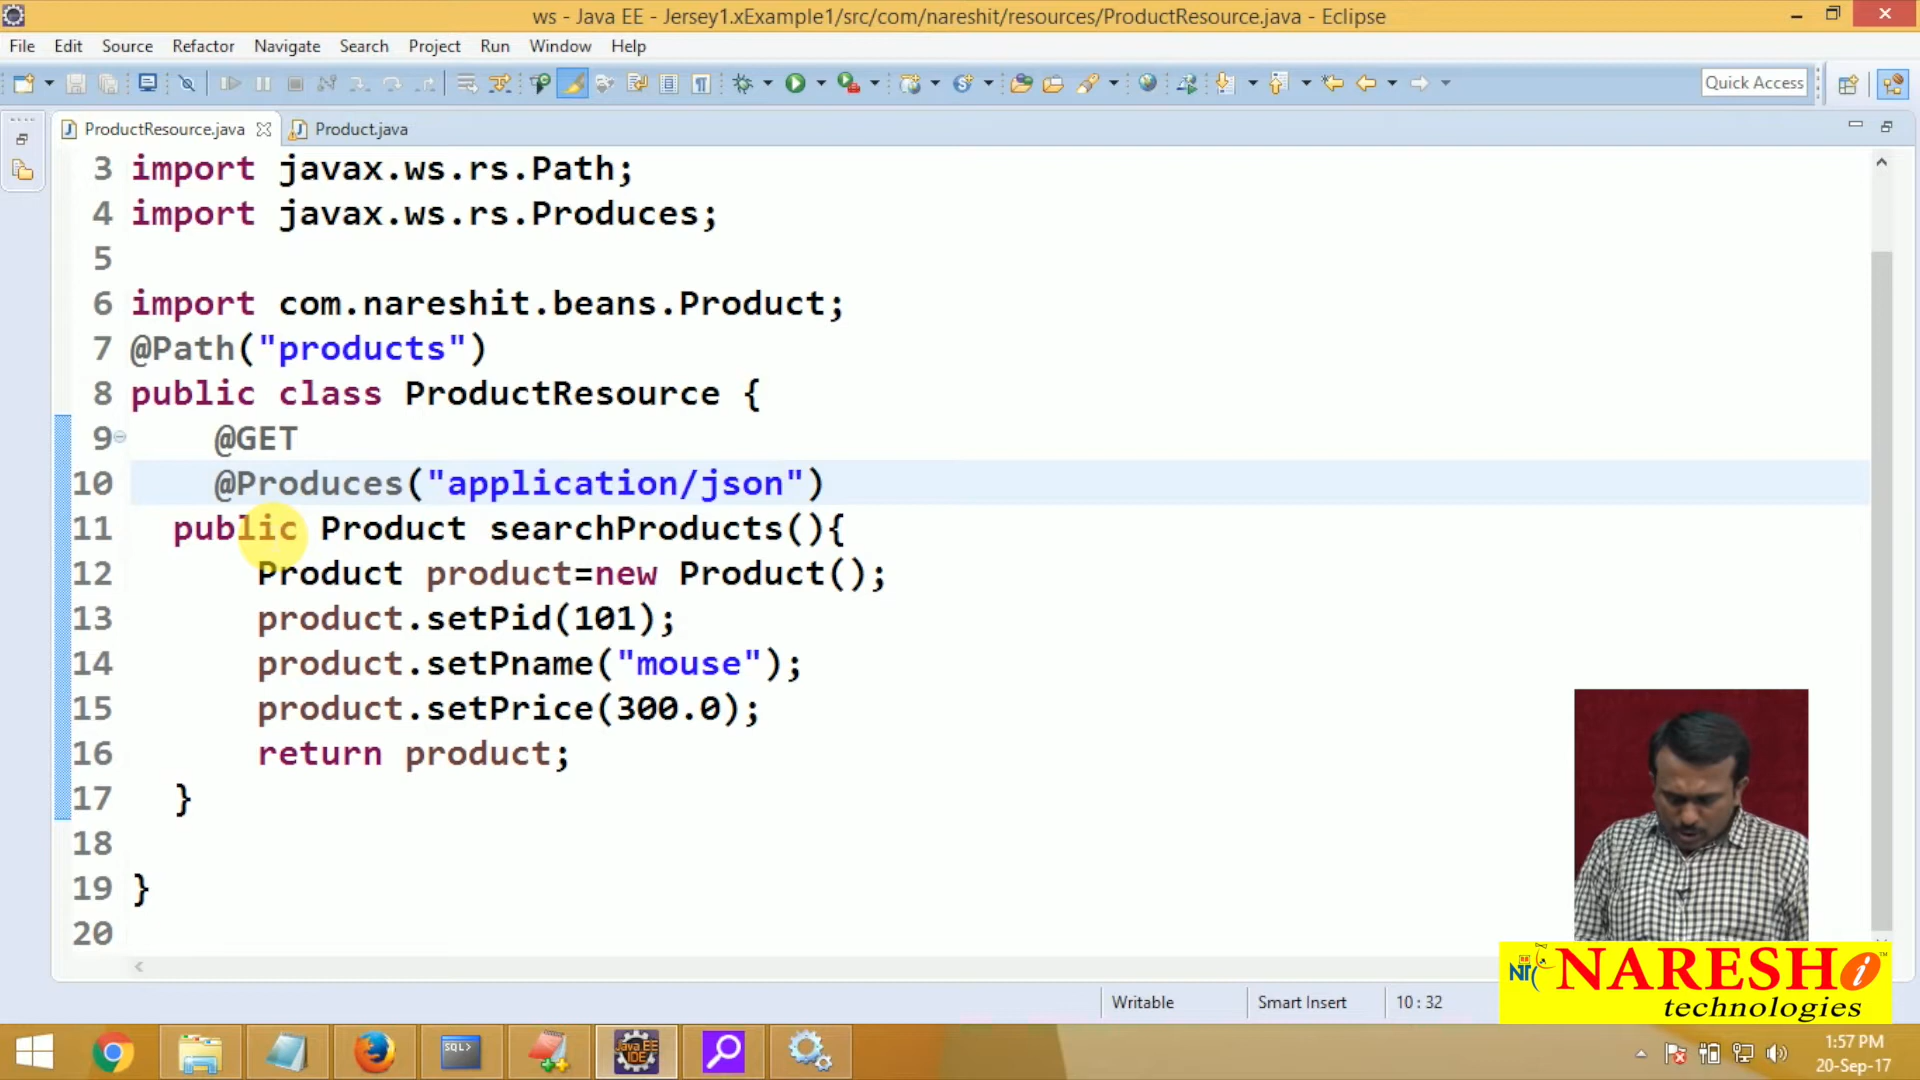 ws - Java EE - Jersey1.xExample1/src/com/nareshit/resources/ProductResource.java - Eclipse
File Edit Source Refactor Navigate Search Project Run Window Help
Quick Access
ProductResource.java Product.java
3 import javax.ws.rs.Path;
4 import javax.ws.rs.Produces;
5
6 import com.nareshit.beans.Product;
7 @Path("products")
8 public class ProductResource {
9 @GET
10 @Produces("application/json")
11 public Product searchProducts(){
12 Product product=new Product();
13 product.setPid(101);
14 product.setPname("mouse");
15 product.setPrice(300.0);
16 return product;
17 }
18
19 }
20
Writable Smart Insert 10 : 32
NARESH i
technologies
SQL>
Java EE
IDE
1:57 PM
20-Sep-17